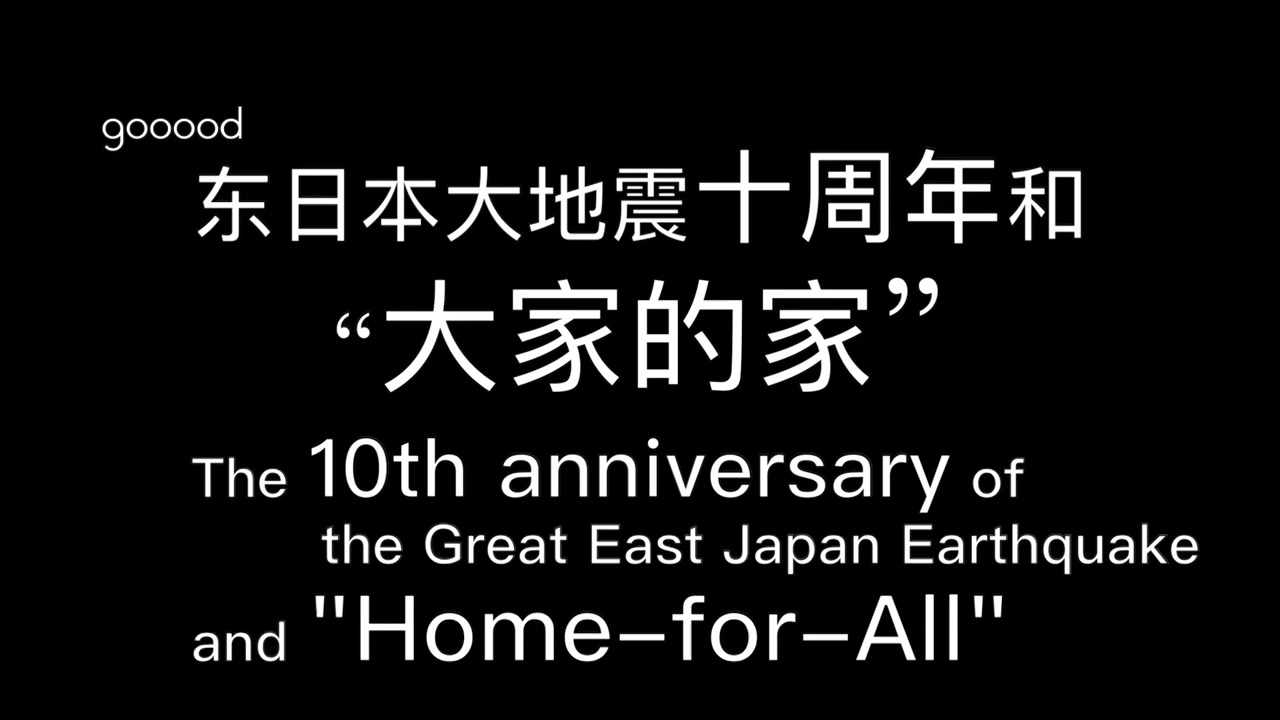 gooood
东日本大地震十周年和
“大家的家”
The 10th anniversary of
the Great East Japan Earthquake
and "Home-for-All"